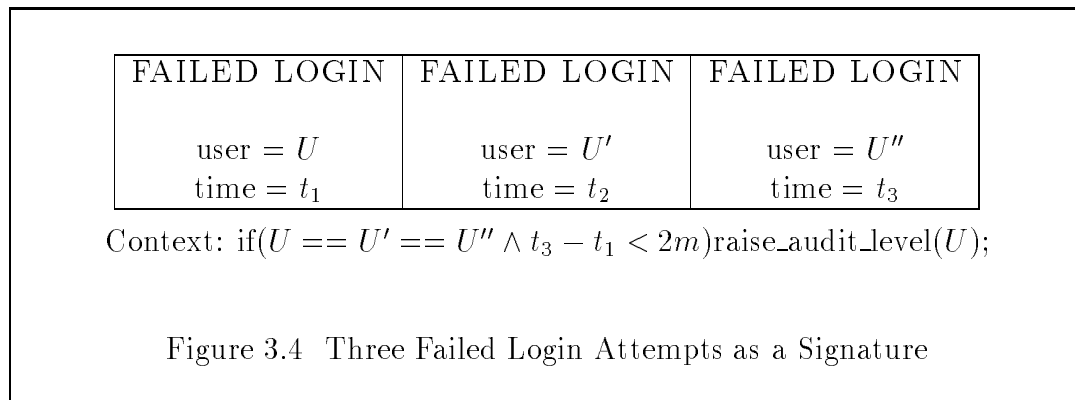 FAILED LOGIN FAILED LOGIN FAILED LOGIN
user = U user = U′ user = U″
time = t₁ time = t₂ time = t₃
Context: if(U == U′ == U″ ∧ t₃ − t₁ < 2m)raise_audit_level(U);
Figure 3.4 Three Failed Login Attempts as a Signature